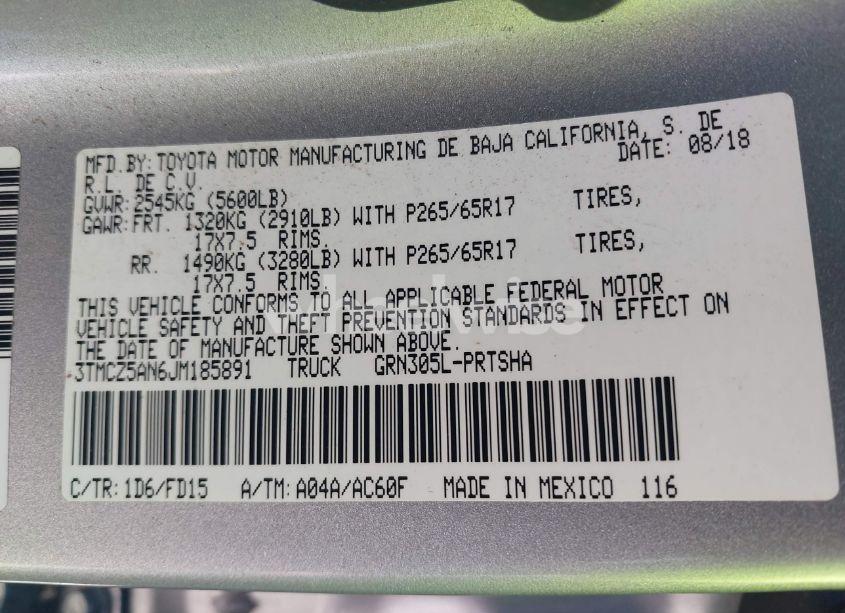 MFD.BY:TOYOTA MOTOR MANUFACTURING DE BAJA CALIFORNIA, S. DE
R.L. DE C.V. DATE: 08/18
GVWR:2545KG (5600LB)
GAWR:FRT. 1320KG (2910LB) WITH P265/65R17 TIRES,
17X7.5 RIMS.
RR. 1490KG (3280LB) WITH P265/65R17 TIRES,
17X7.5 RIMS.
THIS VEHICLE CONFORMS TO ALL APPLICABLE FEDERAL MOTOR
VEHICLE SAFETY AND THEFT PREVENTION STANDARDS IN EFFECT ON
THE DATE OF MANUFACTURE SHOWN ABOVE.
3TMCZ5AN6JM185891 TRUCK GRN305L-PRTSHA
C/TR:1D6/FD15 A/TM:A04A/AC60F MADE IN MEXICO 116